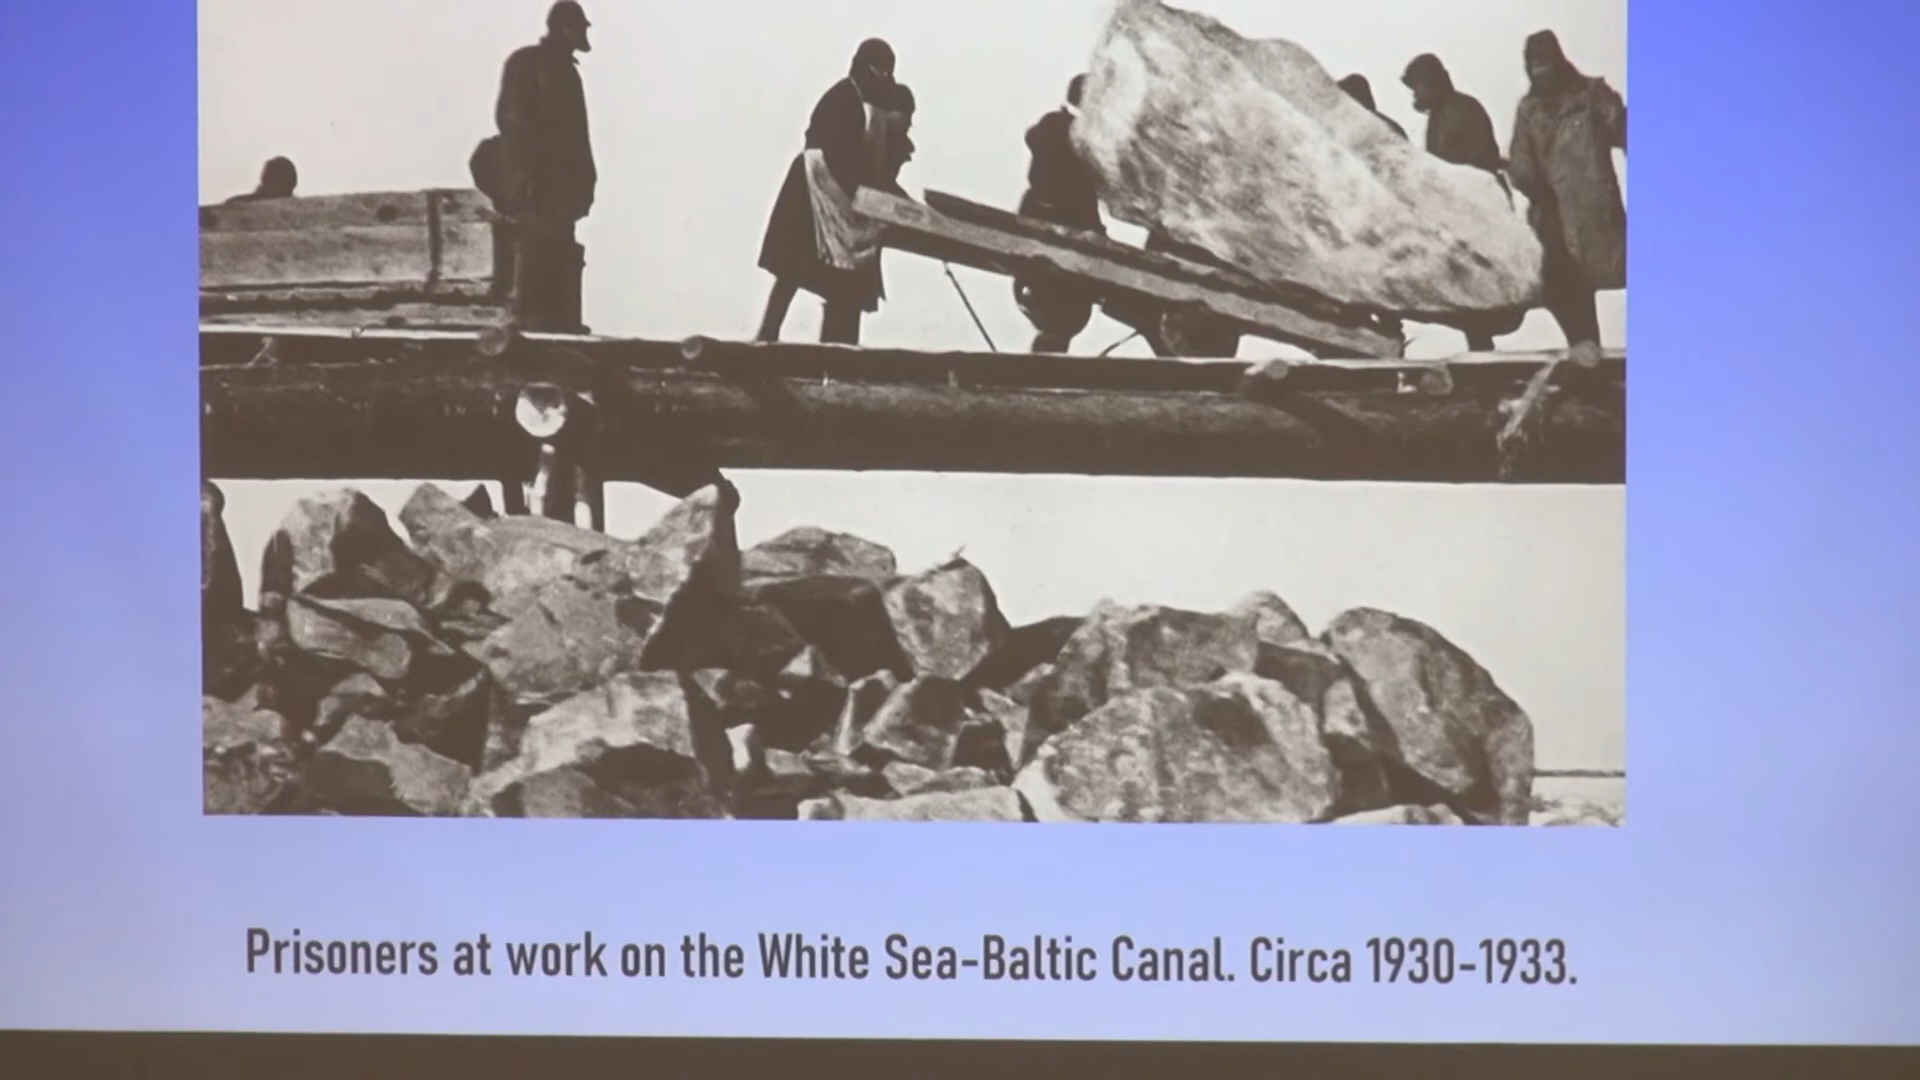 Prisoners at work on the White Sea-Baltic Canal. Circa 1930-1933.